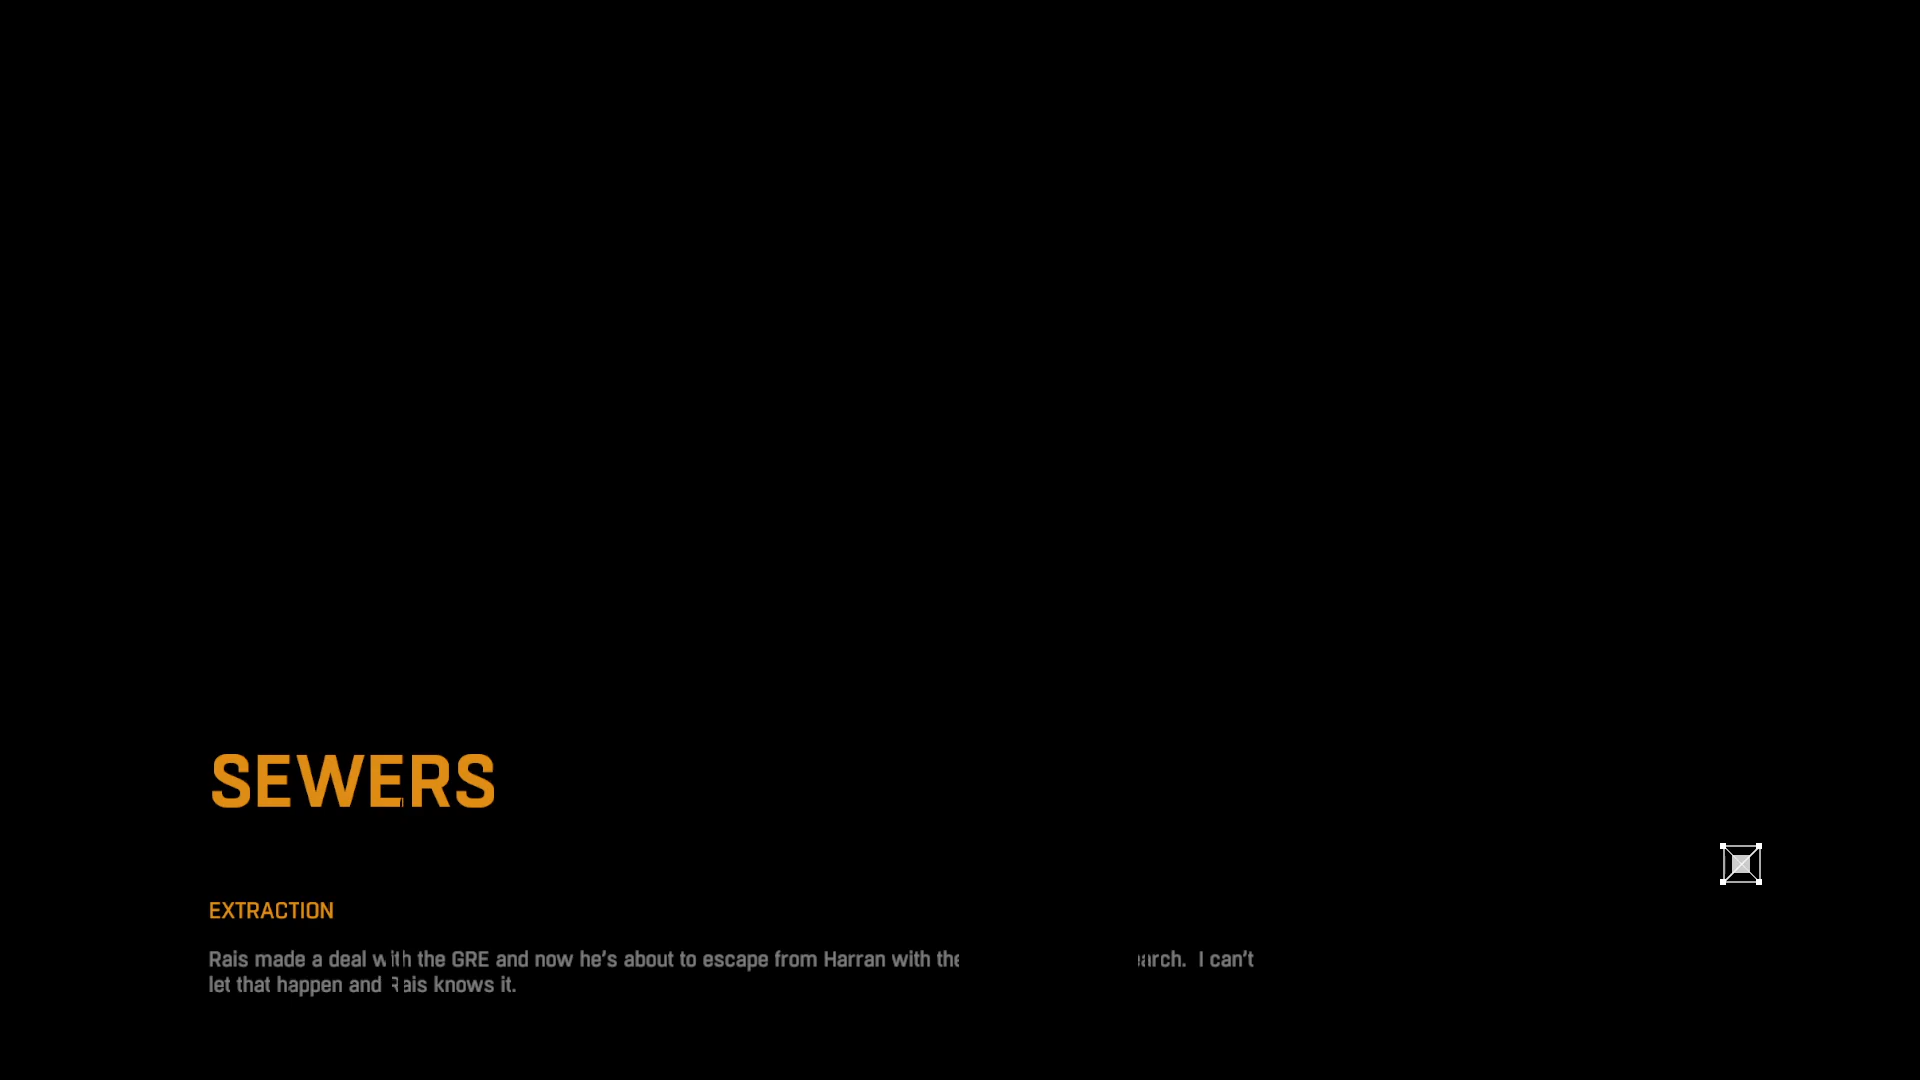 SEWERS
EXTRACTION
Rais made a deal with the GRE and now he's about to escape from Harran with the I can't
let that happen and Rais knows it.